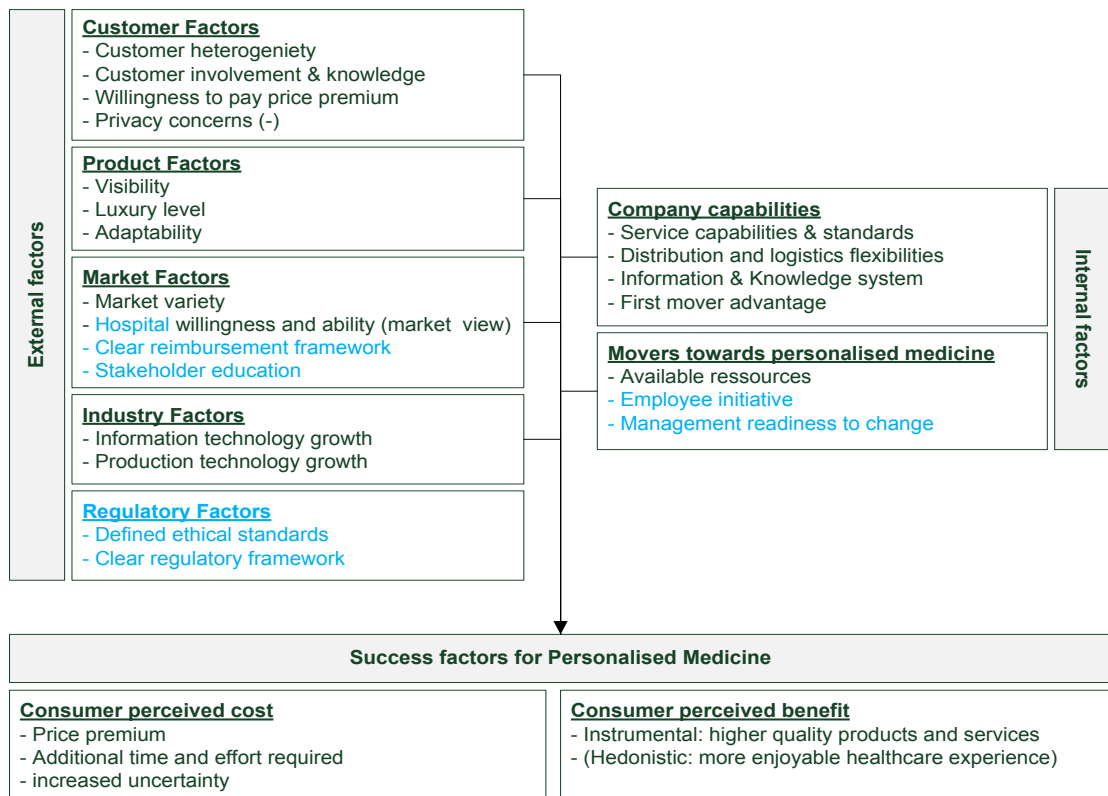 External factors
Customer Factors
- Customer heterogeniety
- Customer involvement & knowledge
- Willingness to pay price premium
- Privacy concerns (-)
Product Factors
- Visibility
- Luxury level
- Adaptability
Market Factors
- Market variety
- Hospital willingness and ability (market view)
- Clear reimbursement framework
- Stakeholder education
Industry Factors
- Information technology growth
- Production technology growth
Regulatory Factors
- Defined ethical standards
- Clear regulatory framework
Company capabilities
- Service capabilities & standards
- Distribution and logistics flexibilities
- Information & Knowledge system
- First mover advantage
Movers towards personalised medicine
- Available ressources
- Employee initiative
- Management readiness to change
Internal factors
Success factors for Personalised Medicine
Consumer perceived cost
- Price premium
- Additional time and effort required
- increased uncertainty
Consumer perceived benefit
- Instrumental: higher quality products and services
- (Hedonistic: more enjoyable healthcare experience)